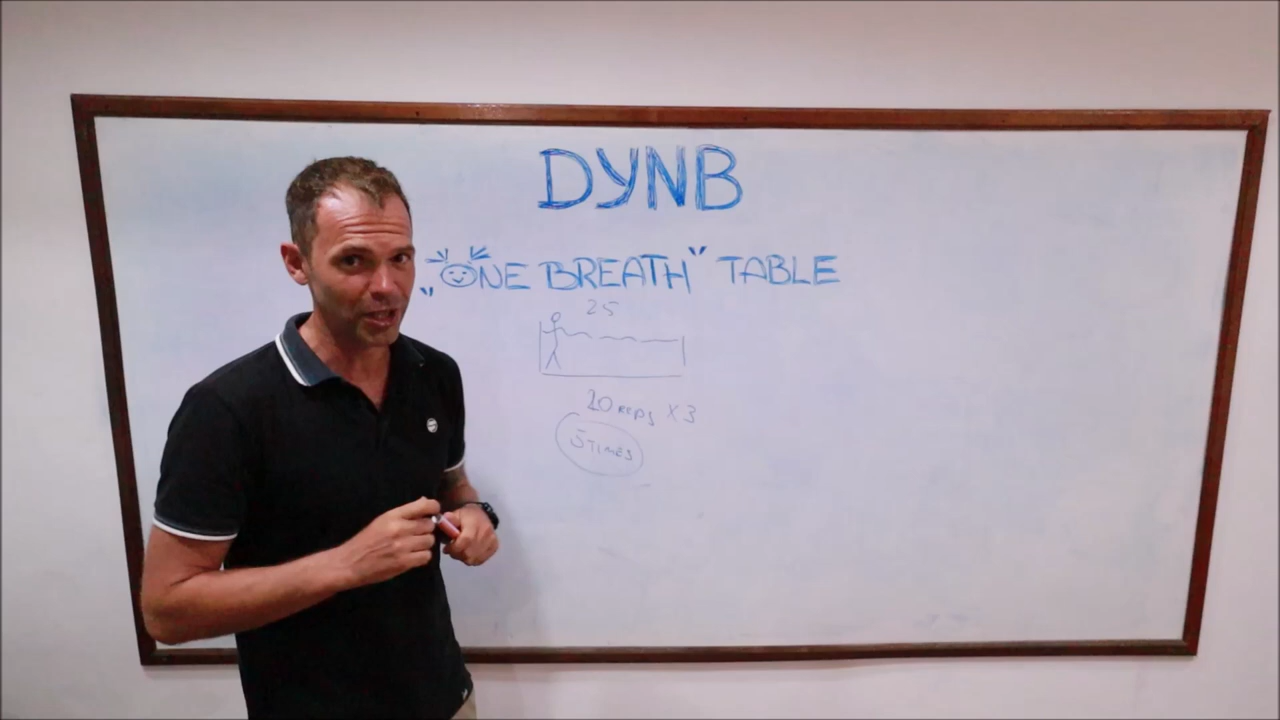 DYNB
„ONE BREATH" TABLE
25
20 REPS X 3
5 TIMES